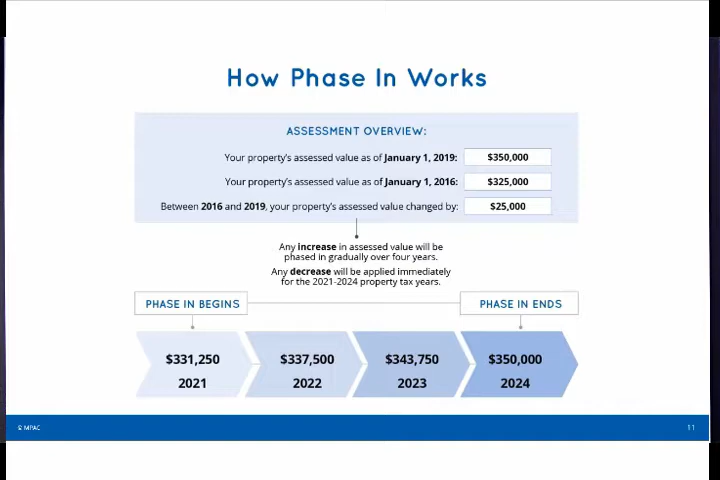 How Phase In Works
ASSESSMENT OVERVIEW:
Your property's assessed value as of January 1, 2019: $350,000
Your property's assessed value as of January 1, 2016: $325,000
Between 2016 and 2019, your property's assessed value changed by: $25,000
Any increase in assessed value will be
phased in gradually over four years.
Any decrease will be applied immediately
for the 2021-2024 property tax years.
PHASE IN BEGINS PHASE IN ENDS
$331,250 $337,500 $343,750 $350,000
2021 2022 2023 2024
© MPAC 11